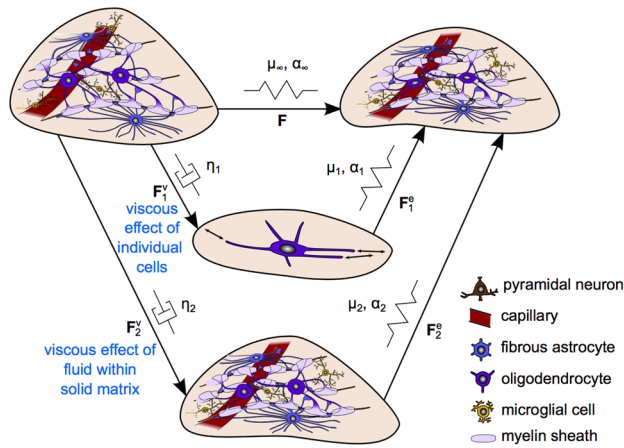 μ∞, α∞
F
η₁
μ₁, α₁
F₁ᵛ
F₁ᵉ
viscous
effect of
individual
cells
η₂
μ₂, α₂
F₂ᵛ
F₂ᵉ
viscous effect of
fluid within
solid matrix
pyramidal neuron
capillary
fibrous astrocyte
oligodendrocyte
microglial cell
myelin sheath